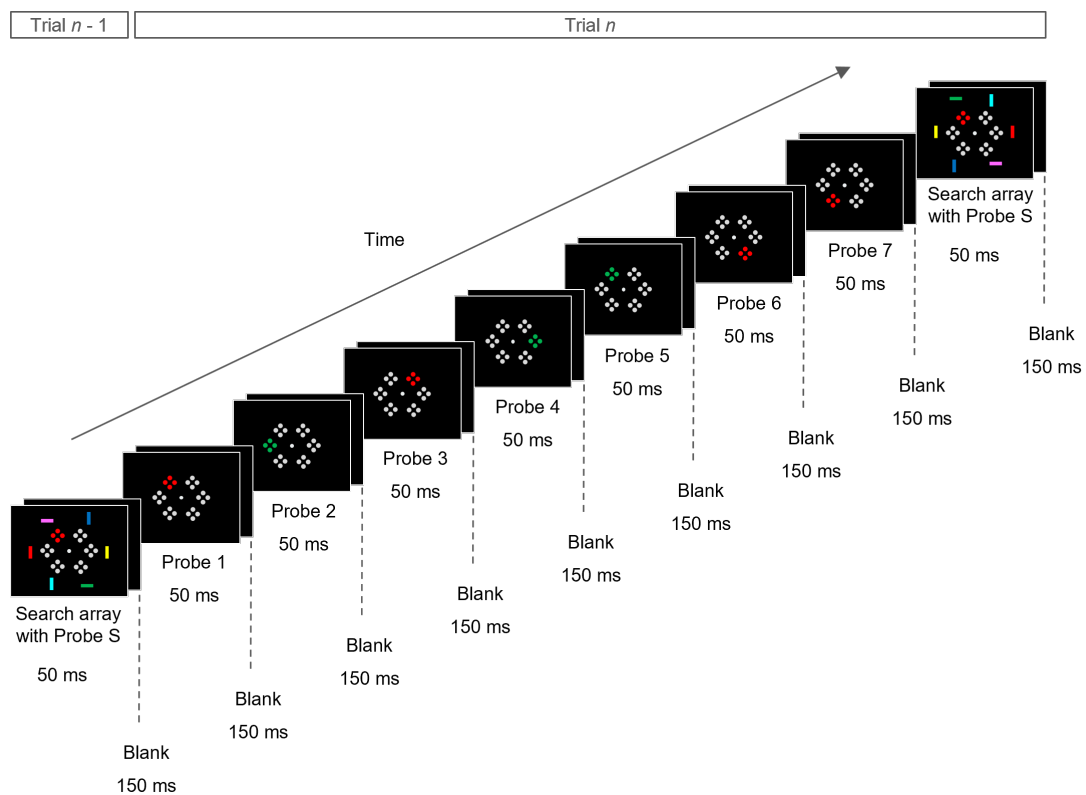 Trial n - 1
Trial n
Time
Search array
with Probe S
50 ms
Blank
150 ms
Probe 1
50 ms
Blank
150 ms
Probe 2
50 ms
Blank
150 ms
Probe 3
50 ms
Blank
150 ms
Probe 4
50 ms
Blank
150 ms
Probe 5
50 ms
Blank
150 ms
Probe 6
50 ms
Blank
150 ms
Probe 7
50 ms
Blank
150 ms
Search array
with Probe S
50 ms
Blank
150 ms